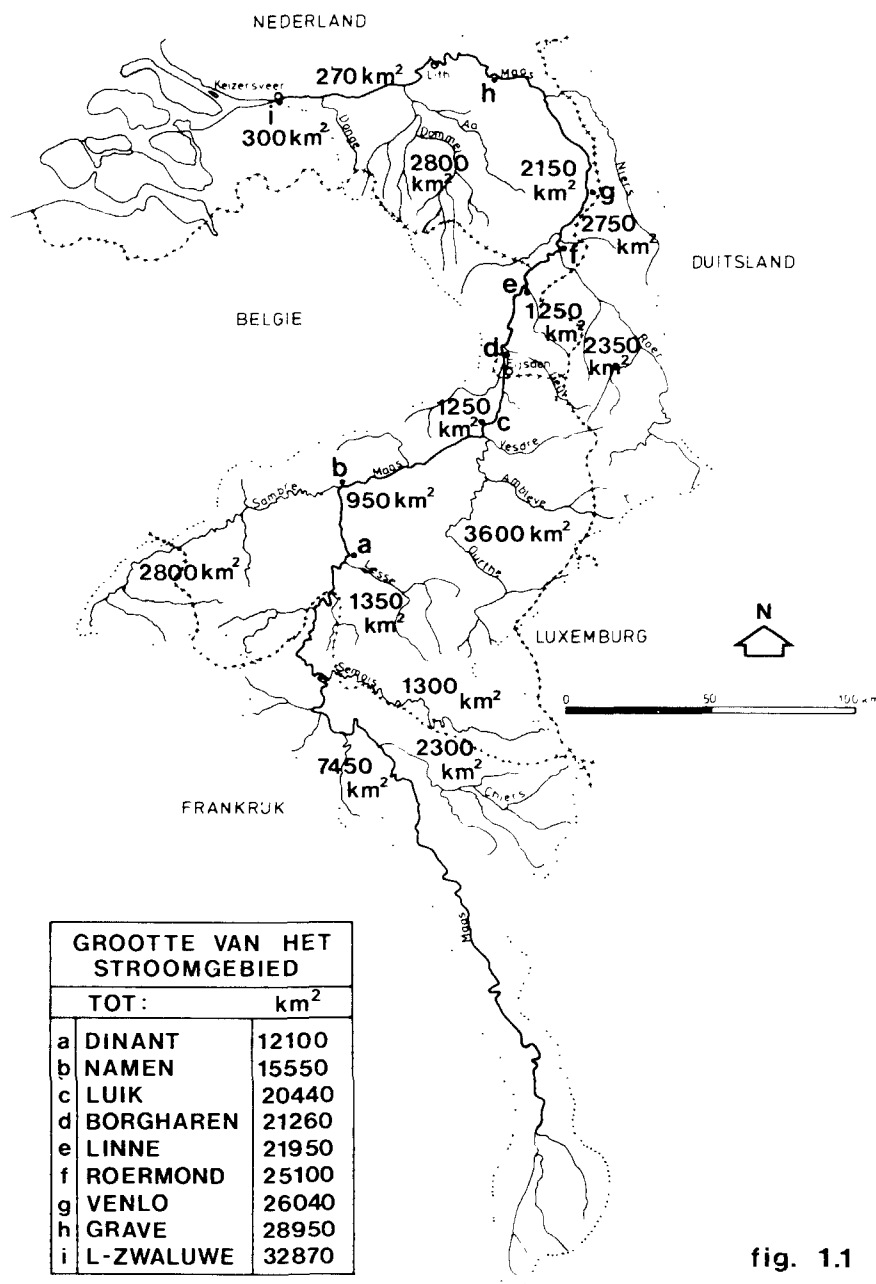 NEDERLAND
270 km²
Lith
Maas
h
Keizersveer
i
300 km²
Donge
Aa
Dommel
2800
km²
2150
km²
Niers
g
2750
km²
f
DUITSLAND
e
BELGIE
1250
km²
2350
km²
Roer
d
Eijsden
1250
km²
c
Vesdre
b
Maas
Sambre
950 km²
Ambleve
3600 km²
a
Ourthe
2800 km²
Lesse
1350
km²
LUXEMBURG
N
Semois
1300 km²
0 50 100 km
2300
km²
7450
km²
Chiers
FRANKRIJK
Maas
GROOTTE VAN HET
STROOMGEBIED
TOT: km²
a DINANT 12100
b NAMEN 15550
c LUIK 20440
d BORGHAREN 21260
e LINNE 21950
f ROERMOND 25100
g VENLO 26040
h GRAVE 28950
i L-ZWALUWE 32870
fig. 1.1